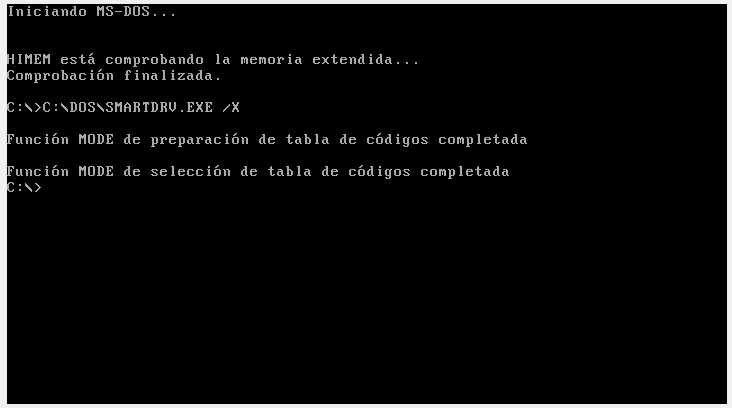 Iniciando MS-DOS...
HIMEM está comprobando la memoria extendida...
Comprobación finalizada.
C:\>C:\DOS\SMARTDRV.EXE /X
Función MODE de preparación de tabla de códigos completada
Función MODE de selección de tabla de códigos completada
C:\>